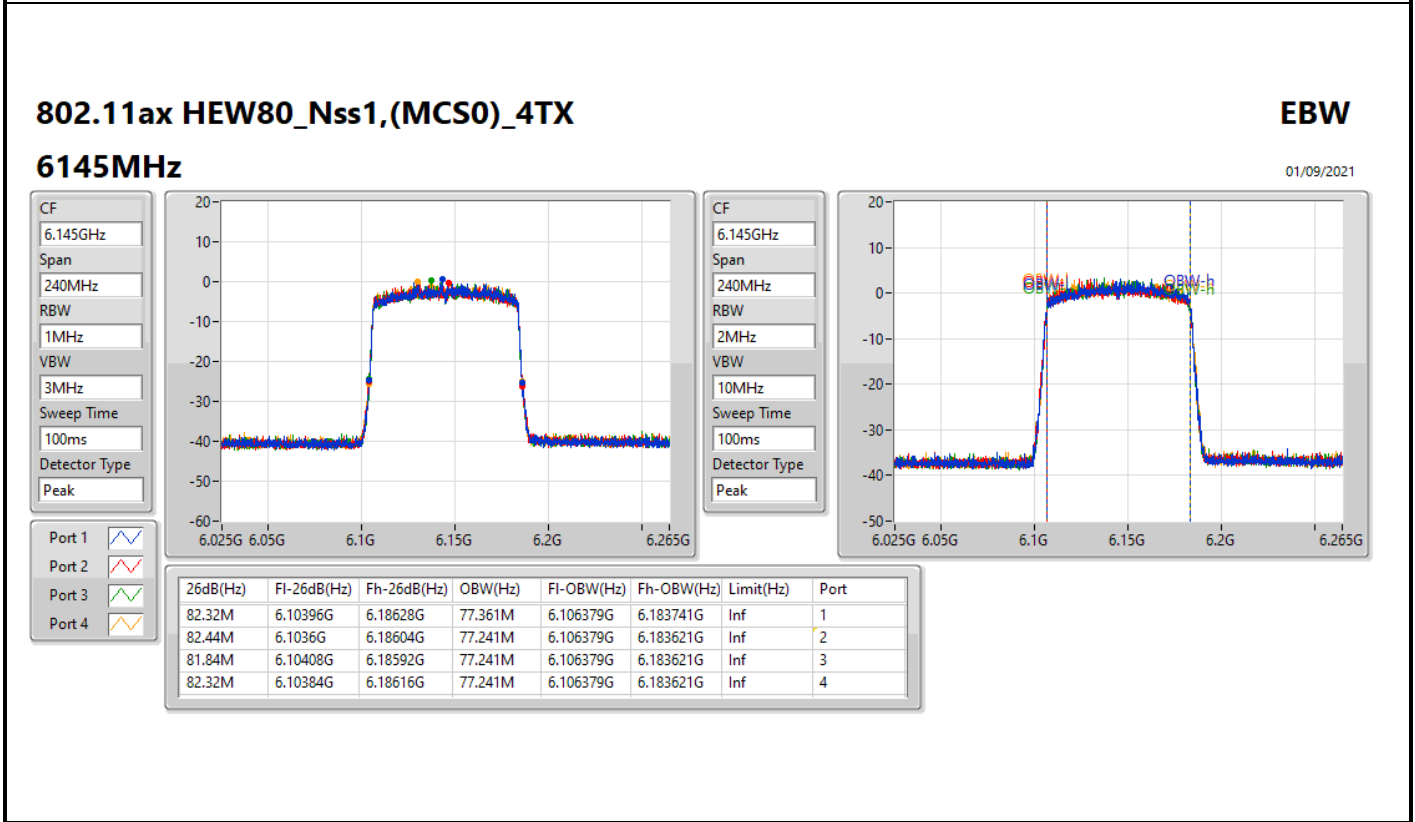 802.11ax HEW80_Nss1,(MCS0)_4TX
EBW
6145MHz
01/09/2021
CF
6.145GHz
Span
240MHz
RBW
1MHz
VBW
3MHz
Sweep Time
100ms
Detector Type
Peak
20
10
0
-10
-20
-30
-40
-50
-60
6.025G 6.05G 6.1G 6.15G 6.2G 6.265G
CF
6.145GHz
Span
240MHz
RBW
2MHz
VBW
10MHz
Sweep Time
100ms
Detector Type
Peak
20
10
0
-10
-20
-30
-40
-50
OBW-h
6.025G 6.05G 6.1G 6.15G 6.2G 6.265G
Port 1
Port 2
Port 3
Port 4
26dB(Hz) Fl-26dB(Hz) Fh-26dB(Hz) OBW(Hz) Fl-OBW(Hz) Fh-OBW(Hz) Limit(Hz) Port
82.32M 6.10396G 6.18628G 77.361M 6.106379G 6.183741G Inf 1
82.44M 6.1036G 6.18604G 77.241M 6.106379G 6.183621G Inf 2
81.84M 6.10408G 6.18592G 77.241M 6.106379G 6.183621G Inf 3
82.32M 6.10384G 6.18616G 77.241M 6.106379G 6.183621G Inf 4